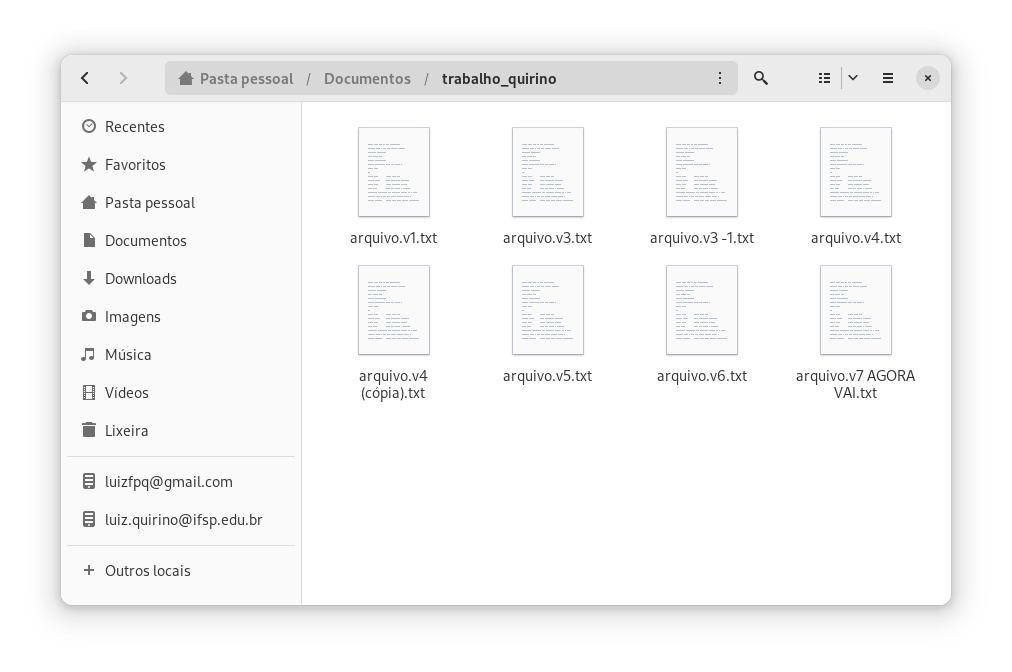 Pasta pessoal / Documentos / trabalho_quirino
Recentes
Favoritos
Pasta pessoal
Documentos
Downloads
Imagens
Música
Vídeos
Lixeira
luizfpq@gmail.com
luiz.quirino@ifsp.edu.br
Outros locais
arquivo.v1.txt
arquivo.v3.txt
arquivo.v3 -1.txt
arquivo.v4.txt
arquivo.v4
(cópia).txt
arquivo.v5.txt
arquivo.v6.txt
arquivo.v7 AGORA
VAI.txt